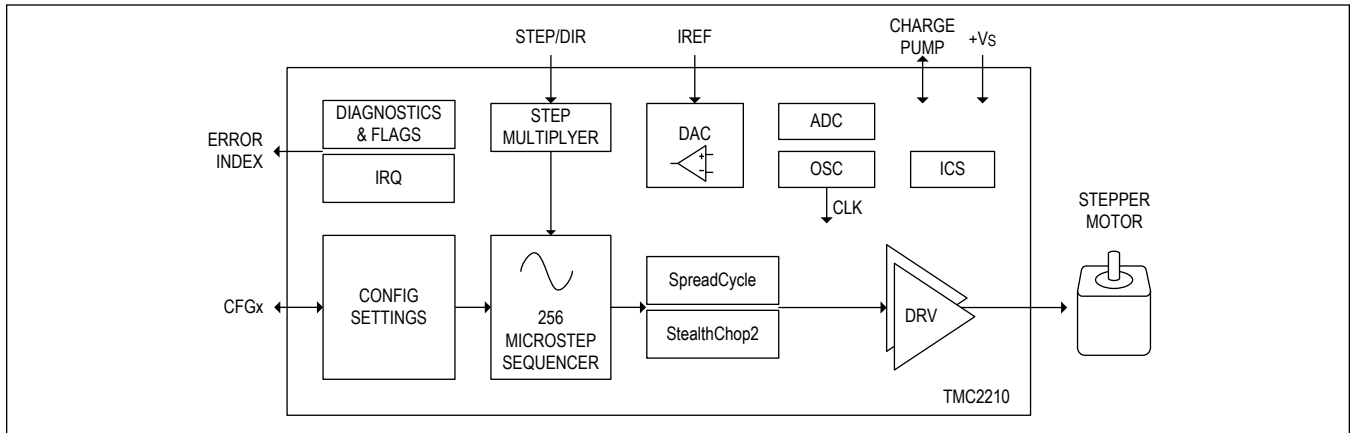 STEP/DIR
IREF
CHARGE
PUMP
+VS
DIAGNOSTICS
& FLAGS
IRQ
ERROR
INDEX
STEP
MULTIPLYER
DAC
+
-
ADC
OSC
CLK
ICS
STEPPER
MOTOR
CFGx
CONFIG
SETTINGS
256
MICROSTEP
SEQUENCER
SpreadCycle
StealthChop2
DRV
TMC2210